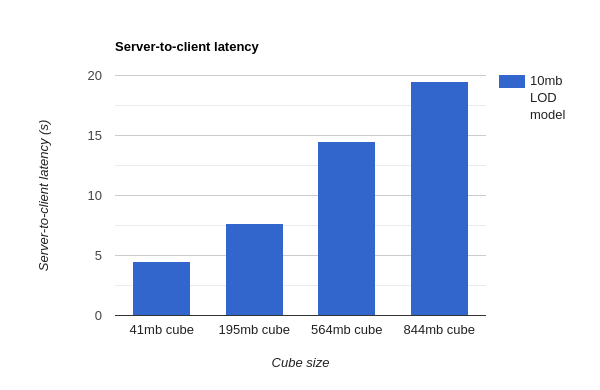 Server-to-client latency
20
15
10
5
0
Server-to-client latency (s)
41mb cube
195mb cube
564mb cube
844mb cube
Cube size
10mb
LOD
model